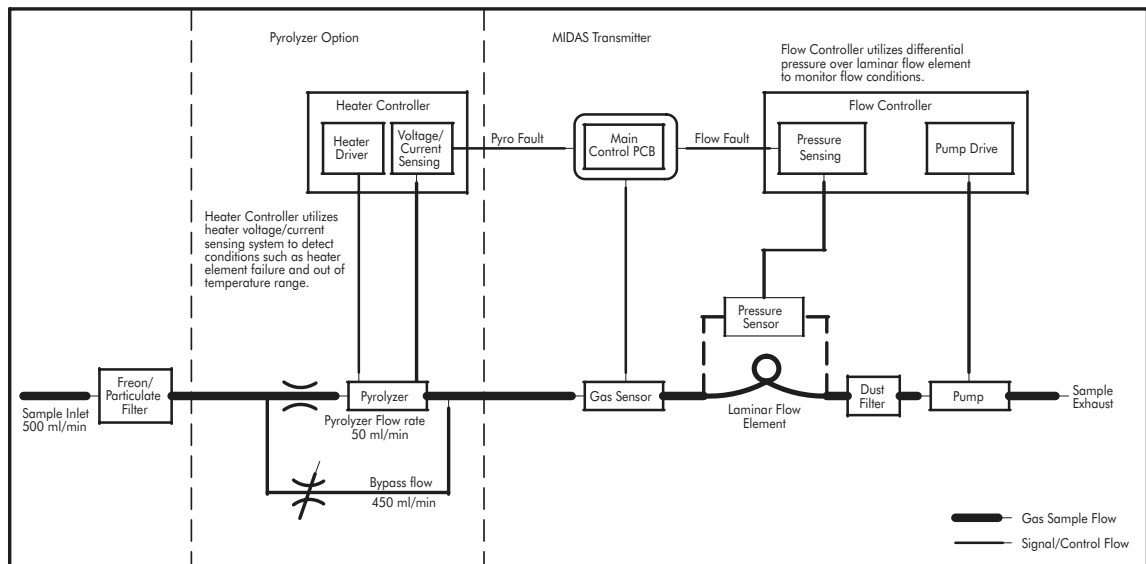 Pyrolyzer Option
MIDAS Transmitter
Flow Controller utilizes differential
pressure over laminar flow element
to monitor flow conditions.
Heater Controller
Heater
Driver
Voltage/
Current
Sensing
Pyro Fault
Main
Control PCB
Flow Fault
Flow Controller
Pressure
Sensing
Pump Drive
Heater Controller utilizes
heater voltage/current
sensing system to detect
conditions such as heater
element failure and out of
temperature range.
Pressure
Sensor
Freon/
Particulate
Filter
Sample Inlet
500 ml/min
Pyrolyzer
Pyrolyzer Flow rate
50 ml/min
Gas Sensor
Laminar Flow
Element
Dust
Filter
Pump
Sample
Exhaust
Bypass flow
450 ml/min
Gas Sample Flow
Signal/Control Flow